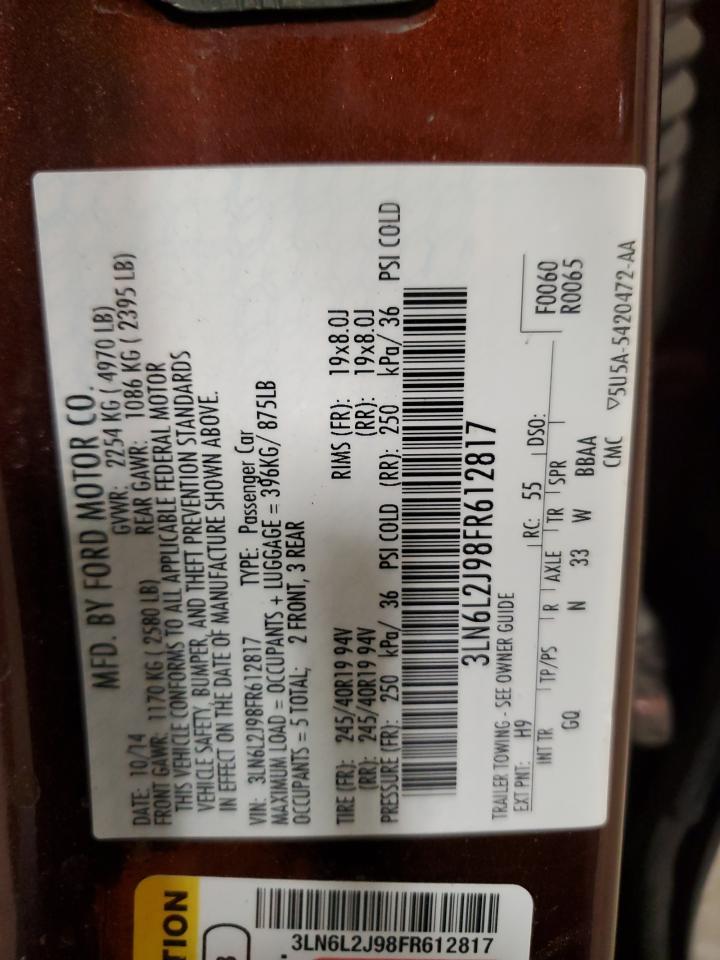 MFD. BY FORD MOTOR CO.
DATE: 10/14 GVWR: 2254 KG ( 4970 LB)
FRONT GAWR: 1170 KG (2580 LB) REAR GAWR: 1086 KG ( 2395 LB)
THIS VEHICLE CONFORMS TO ALL APPLICABLE FEDERAL MOTOR
VEHICLE SAFETY, BUMPER, AND THEFT PREVENTION STANDARDS
IN EFFECT ON THE DATE OF MANUFACTURE SHOWN ABOVE.
VIN: 3LN6L2J98FR612817 TYPE: Passenger Car
MAXIMUM LOAD = OCCUPANTS + LUGGAGE = 396KG/ 875LB
OCCUPANTS = 5 TOTAL; 2 FRONT, 3 REAR
TIRE (FR): 245/40R19 94V RIMS (FR): 19x8.0J
(RR): 245/40R19 94V (RR): 19x8.0J
PRESSURE (FR): 250 kPa/ 36 PSI COLD (RR): 250 kPa/ 36 PSI COLD
3LN6L2J98FR612817
TRAILER TOWING - SEE OWNER GUIDE
EXT PNT: H9 RC: 55 DSO: F0060
INT TR TP/PS R AXLE TR SPR R0065
GQ N 33 W BBAA
CMC ▽5U5A-5420472-AA
TION
3LN6L2J98FR612817